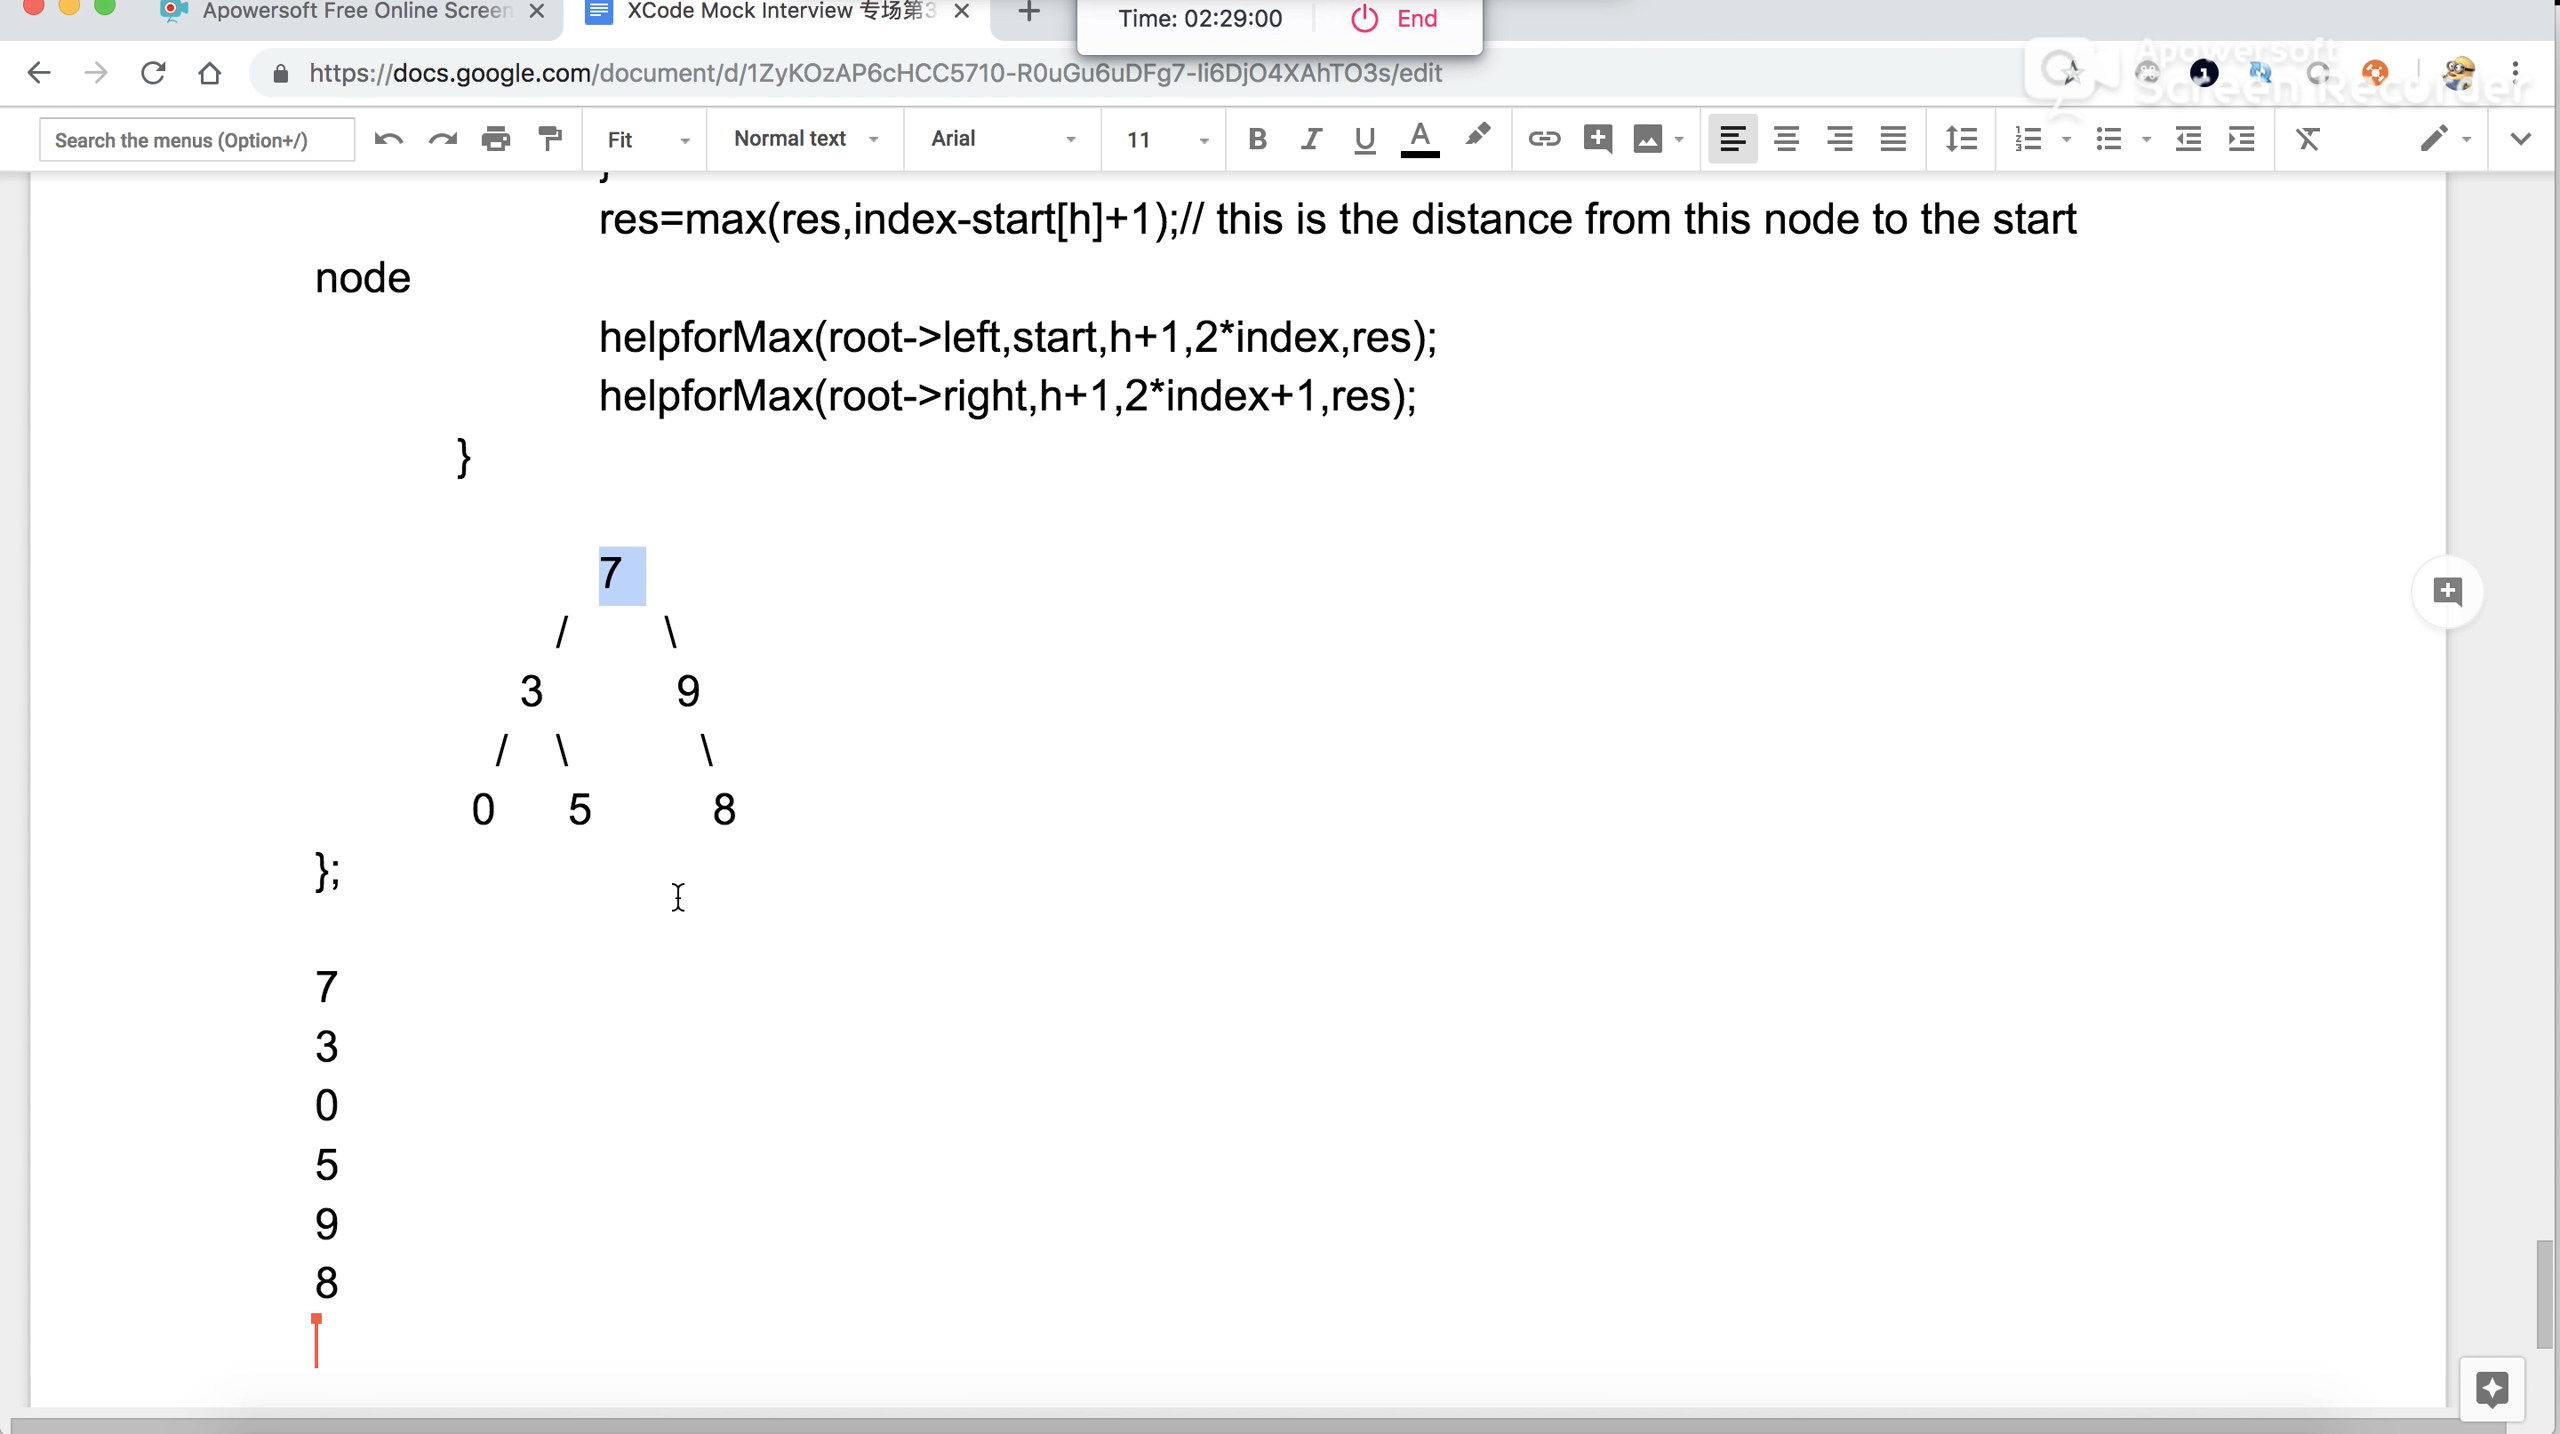 Apowersoft Free Online Screen
XCode Mock Interview 专场第3
Time: 02:29:00 End
https://docs.google.com/document/d/1ZyKOzAP6cHCC5710-R0uGu6uDFg7-li6DjO4XAhTO3s/edit
Apowersoft
Screen Recorder
Search the menus (Option+/) Fit Normal text Arial 11 B I U A
}
res=max(res,index-start[h]+1);// this is the distance from this node to the start
node
helpforMax(root->left,start,h+1,2*index,res);
helpforMax(root->right,h+1,2*index+1,res);
}
7
/ \
3 9
/ \ \
0 5 8
};
7
3
0
5
9
8